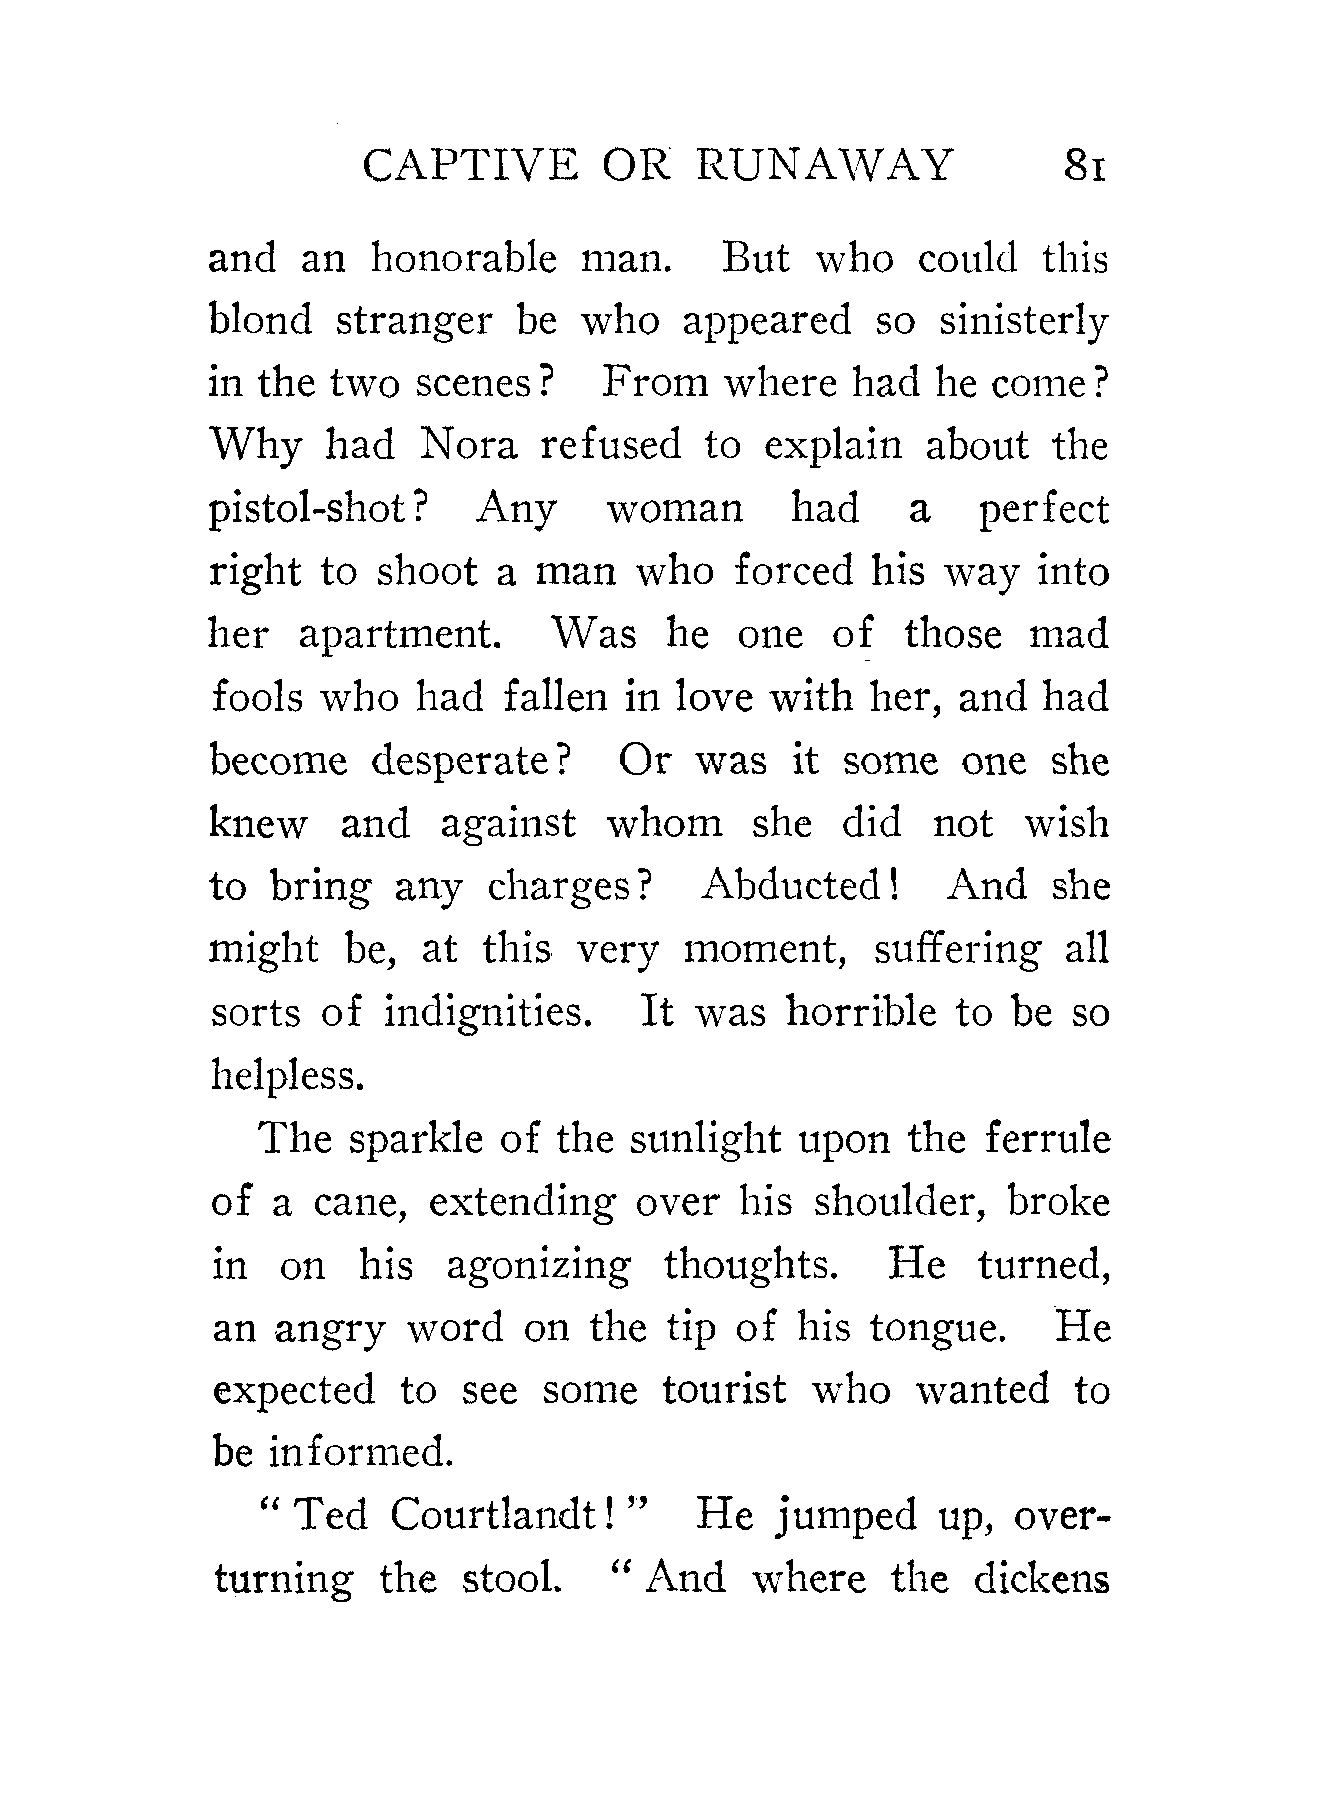 CAPTIVE OR RUNAWAY 81
and an honorable man. But who could this
blond stranger be who appeared so sinisterly
in the two scenes? From where had he come?
Why had Nora refused to explain about the
pistol-shot? Any woman had a perfect
right to shoot a man who forced his way into
her apartment. Was he one of those mad
fools who had fallen in love with her, and had
become desperate? Or was it some one she
knew and against whom she did not wish
to bring any charges? Abducted! And she
might be, at this very moment, suffering all
sorts of indignities. It was horrible to be so
helpless.
The sparkle of the sunlight upon the ferrule
of a cane, extending over his shoulder, broke
in on his agonizing thoughts. He turned,
an angry word on the tip of his tongue. He
expected to see some tourist who wanted to
be informed.
“ Ted Courtlandt! ” He jumped up, over-
turning the stool. “ And where the dickens